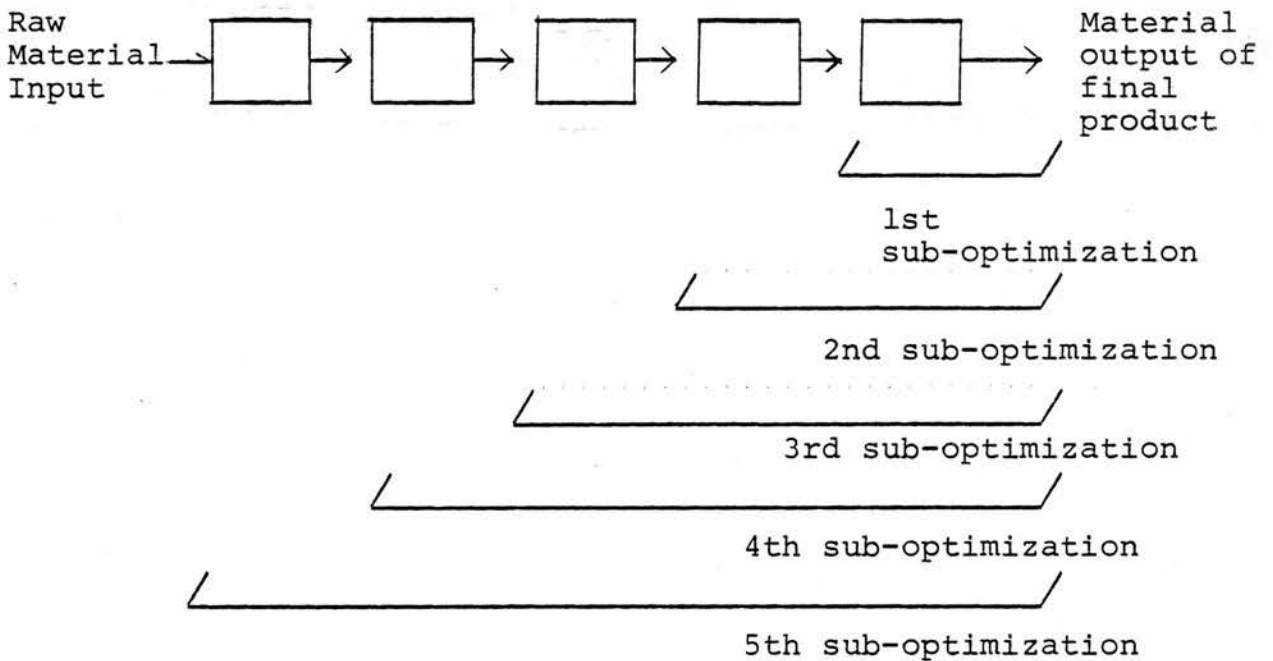 Raw
Material
Input
Material
output of
final
product
1st
sub-optimization
2nd sub-optimization
3rd sub-optimization
4th sub-optimization
5th sub-optimization